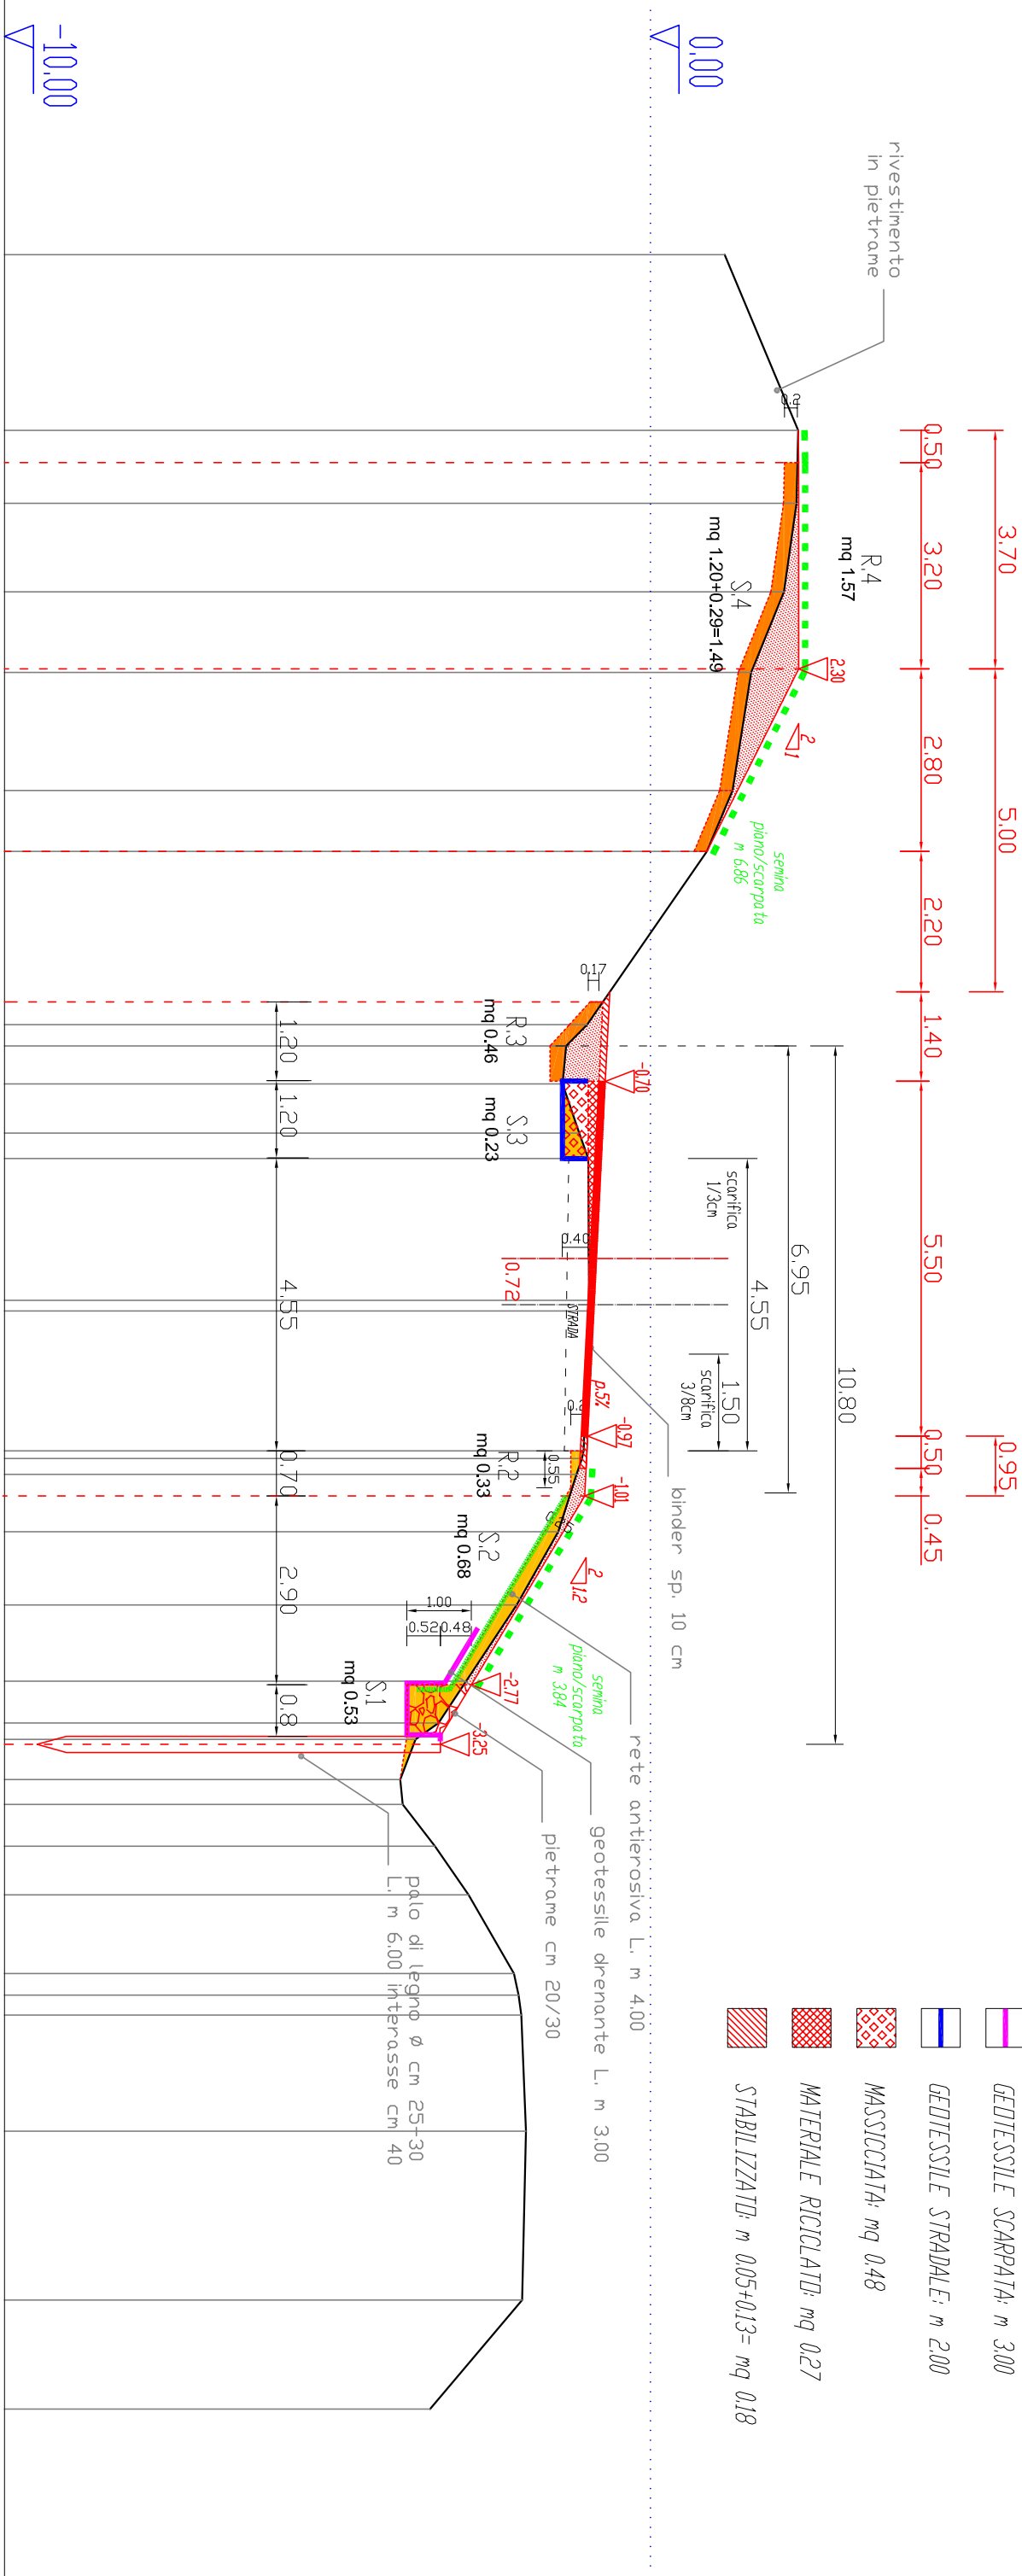 0.00
-10.00
rivestimento
in pietrame
3.70
5.00
0.95
0.50
3.20
2.80
2.20
1.40
5.50
0.50
0.45
10.80
6.95
4.55
1.50
scarifica
1/3cm
scarifica
3/8cm
R.4
mq 1.57
S.4
mq 1.20+0.29=1.49
2.30
2
1
semina
piano/scarpata
m 6.86
0.17
R.3
mq 0.46
S.3
mq 0.23
-0.70
0.40
0.72
STRADA
p.5%
-0.97
-1.01
R.2
mq 0.33
0.55
S.2
mq 0.68
2
1.2
binder sp. 10 cm
semina
piano/scarpata
m 3.84
1.00
0.52
0.48
-2.77
-3.25
S.1
mq 0.53
1.20
1.20
4.55
0.70
2.90
0.8
rete antierosiva L. m 4.00
geotessile drenante L. m 3.00
pietrame cm 20/30
palo di legno ø cm 25-30
L. m 6.00 interasse cm 40
GEOTESSILE SCARPATA: m 3.00
GEOTESSILE STRADALE: m 2.00
MASSICCIATA: mq 0.48
MATERIALE RICICLATO: mq 0.27
STABILIZZATO: m 0.05+0.13= mq 0.18